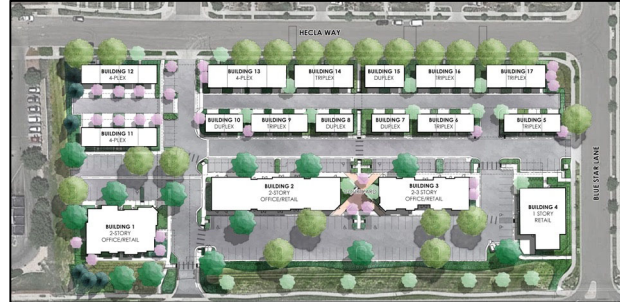 HECLA WAY
BUILDING 12
4-PLEX
BUILDING 13
4-PLEX
BUILDING 14
TRIPLEX
BUILDING 15
DUPLEX
BUILDING 16
TRIPLEX
BUILDING 17
TRIPLEX
BUILDING 11
4-PLEX
BUILDING 10
DUPLEX
BUILDING 9
TRIPLEX
BUILDING 8
DUPLEX
BUILDING 7
DUPLEX
BUILDING 6
TRIPLEX
BUILDING 5
TRIPLEX
BLUE STAR LANE
BUILDING 1
2-STORY
OFFICE/RETAIL
BUILDING 2
2-STORY
OFFICE/RETAIL
BUILDING 3
2-3 STORY
OFFICE/RETAIL
BUILDING 4
1 STORY
RETAIL